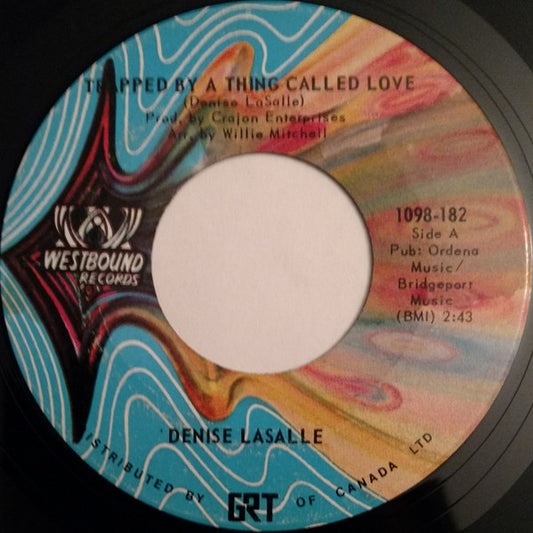 TRAPPED BY A THING CALLED LOVE
(Denise LaSalle)
Prod. by Crajon Enterprises
Arr. by Willie Mitchell
1098-182
Side A
Pub: Ordena
Music/
Bridgeport
Music
(BMI) 2:43
WESTBOUND
RECORDS
DENISE LASALLE
DISTRIBUTED BY GRT OF CANADA LTD